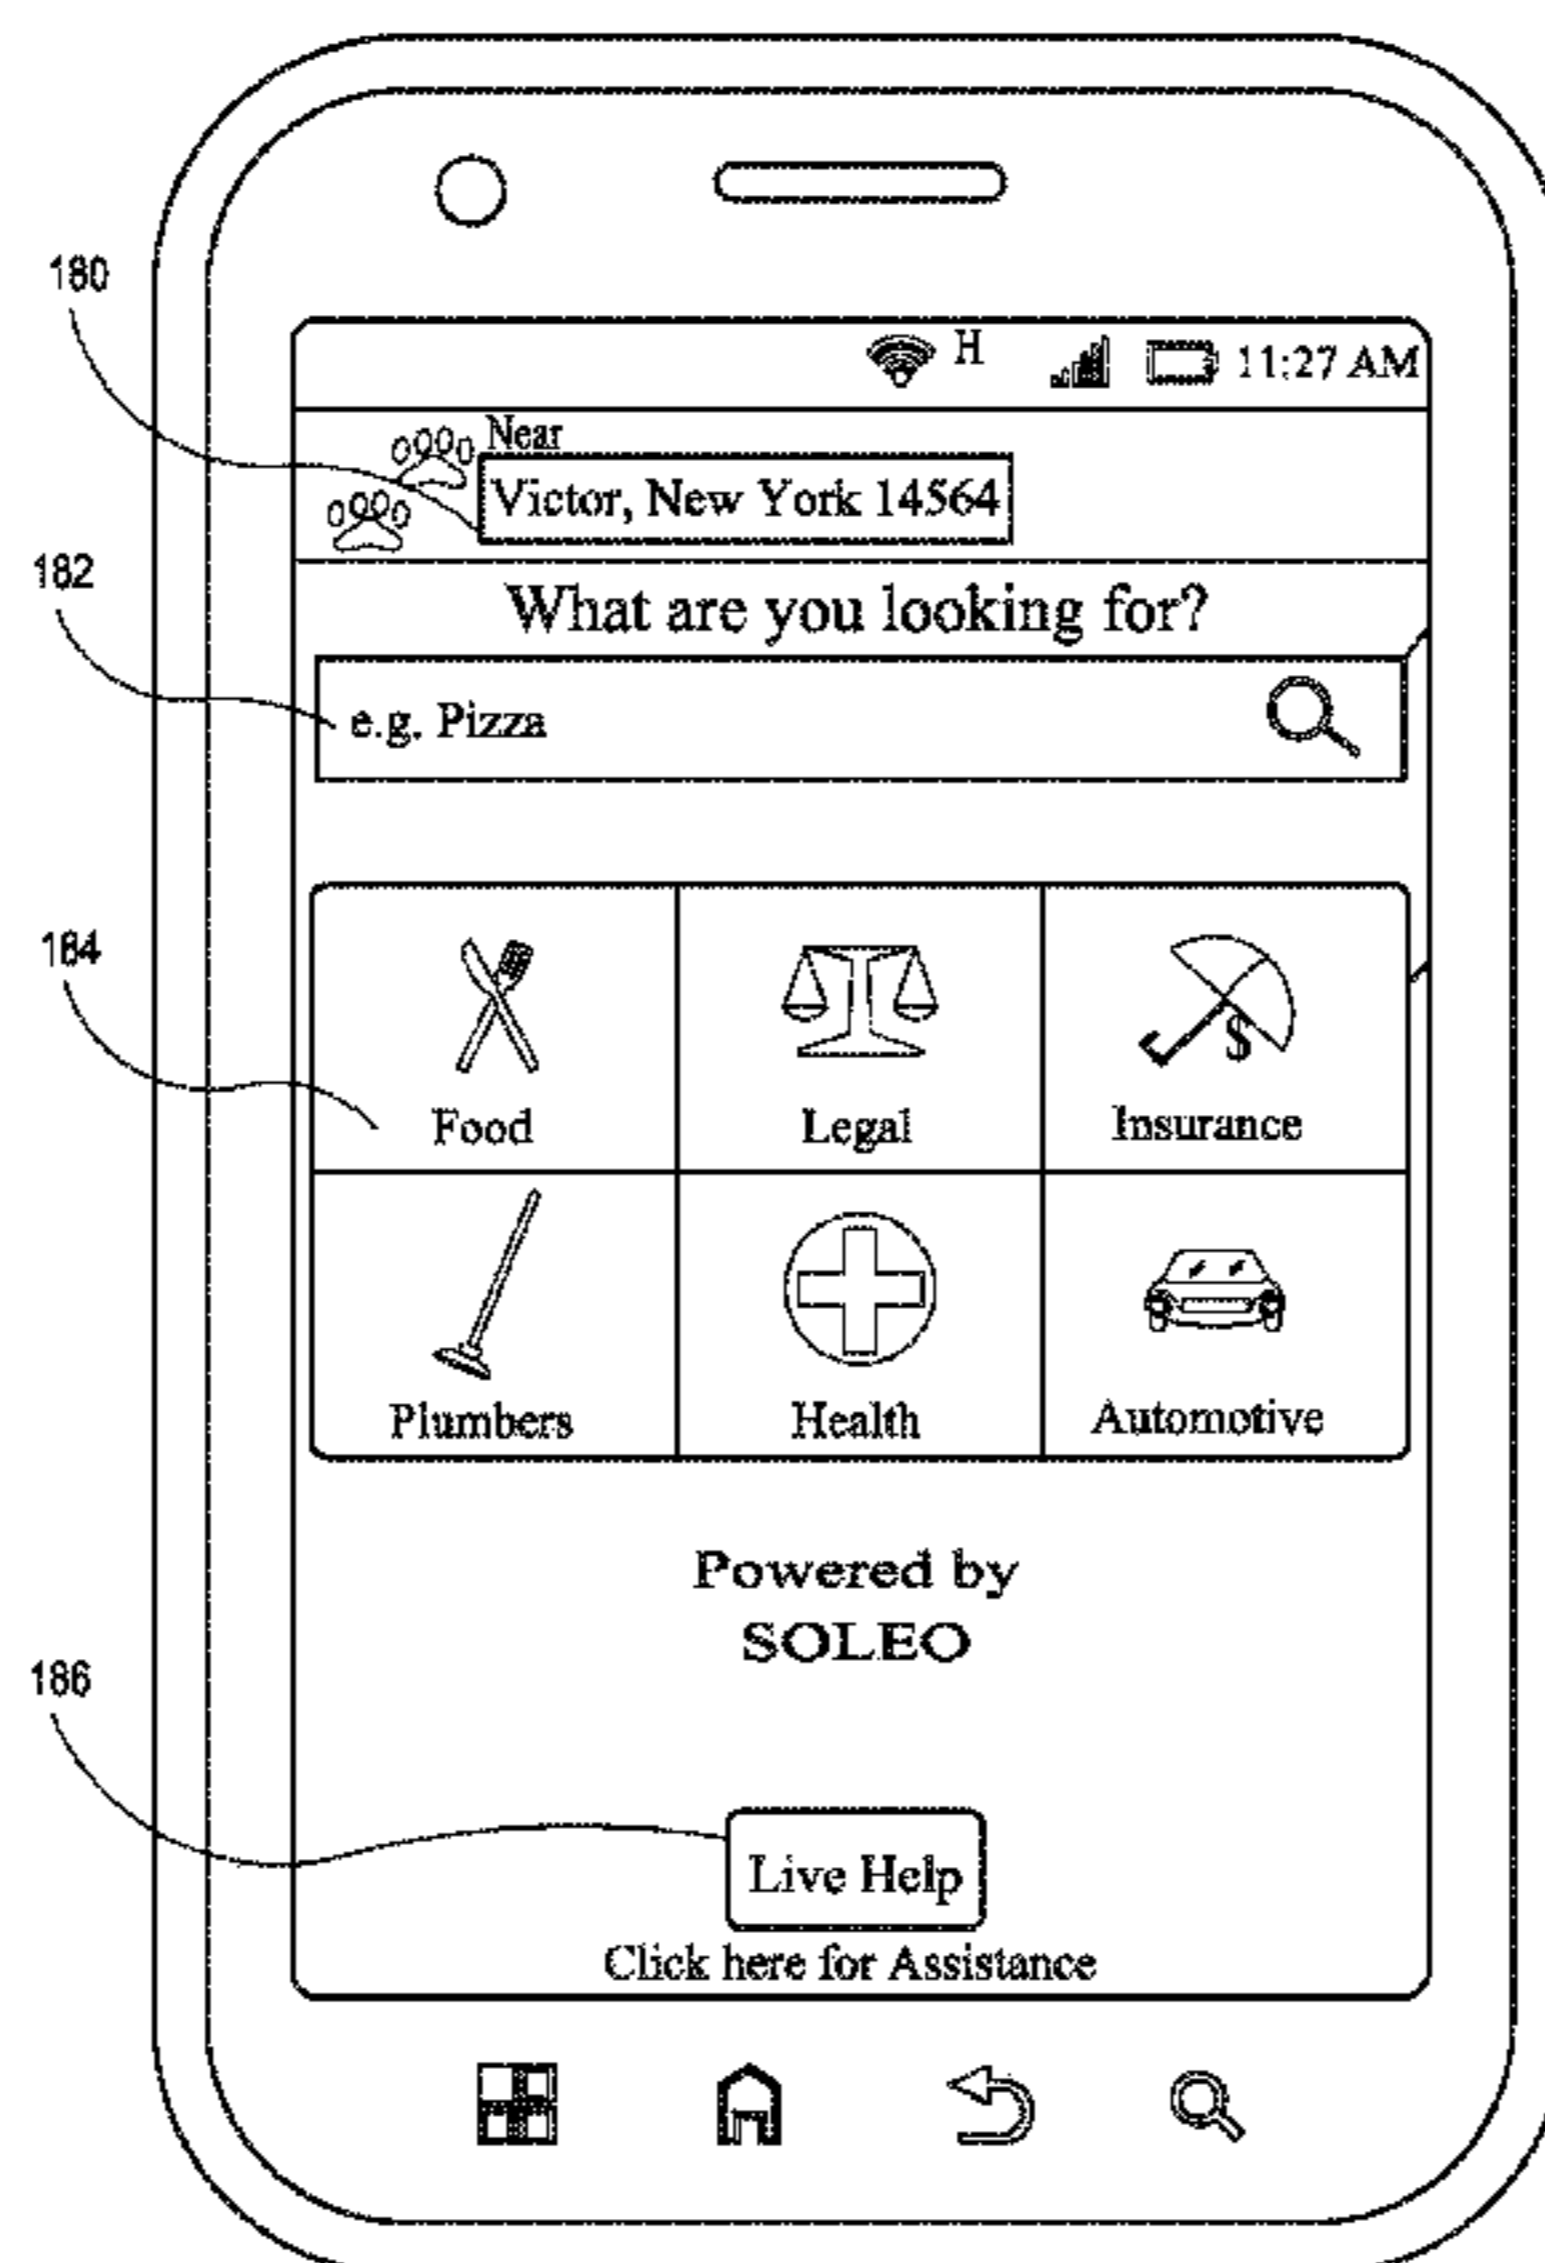 180
H 11:27 AM
Near
Victor, New York 14564
182
What are you looking for?
e.g. Pizza
184
Food Legal Insurance
$
Plumbers Health Automotive
Powered by
SOLEO
186
Live Help
Click here for Assistance